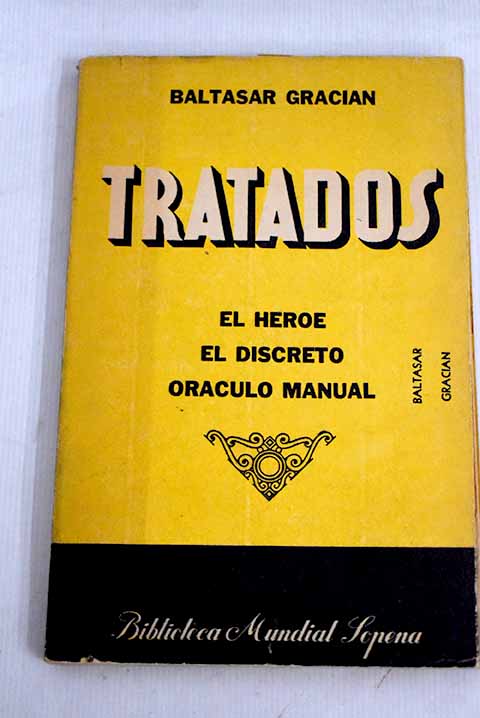 BALTASAR GRACIAN
TRATADOS
EL HEROE
EL DISCRETO
ORACULO MANUAL
BALTASAR
GRACIAN
Biblioteca Mundial Sopena